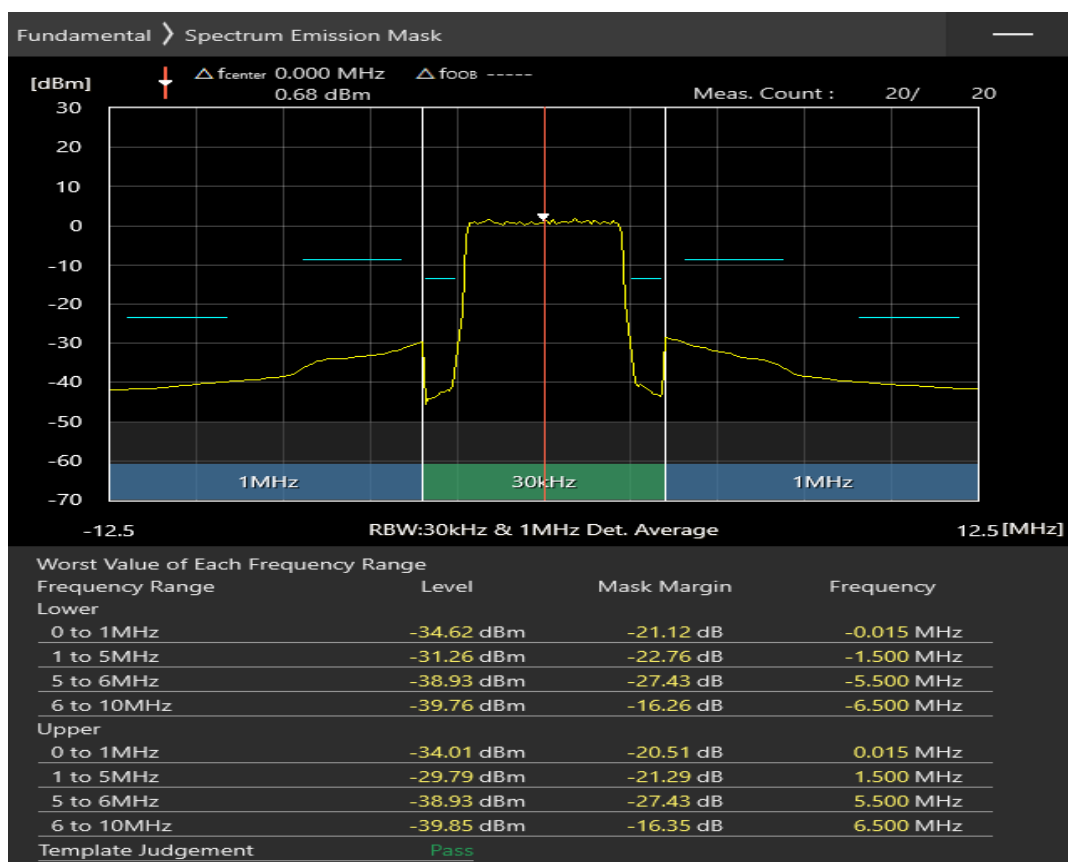 Fundamental ❯ Spectrum Emission Mask
△ fcenter 0.000 MHz △ fOOB -----
[dBm]
0.68 dBm Meas. Count : 20/ 20
30
20
10
0
-10
-20
-30
-40
-50
-60
1MHz 30kHz 1MHz
-70
-12.5 RBW:30kHz & 1MHz Det. Average 12.5 [MHz]
Worst Value of Each Frequency Range
Frequency Range Level Mask Margin Frequency
Lower
0 to 1MHz -34.62 dBm -21.12 dB -0.015 MHz
1 to 5MHz -31.26 dBm -22.76 dB -1.500 MHz
5 to 6MHz -38.93 dBm -27.43 dB -5.500 MHz
6 to 10MHz -39.76 dBm -16.26 dB -6.500 MHz
Upper
0 to 1MHz -34.01 dBm -20.51 dB 0.015 MHz
1 to 5MHz -29.79 dBm -21.29 dB 1.500 MHz
5 to 6MHz -38.93 dBm -27.43 dB 5.500 MHz
6 to 10MHz -39.85 dBm -16.35 dB 6.500 MHz
Template Judgement Pass